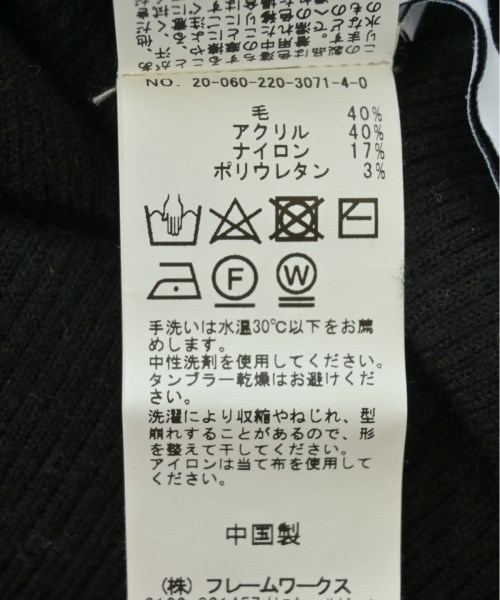 NO. 20-060-220-3071-4-0
毛 40%
アクリル 40%
ナイロン 17%
ポリウレタン 3%
F W
手洗いは水温30℃以下をお薦
めします。
中性洗剤を使用してください。
タンブラー乾燥はお避けくだ
さい。
洗濯により収縮やねじれ、型
崩れすることがあるので、形
を整えて干してください。
アイロンは当て布を使用して
ください。
中国製
(株) フレームワークス